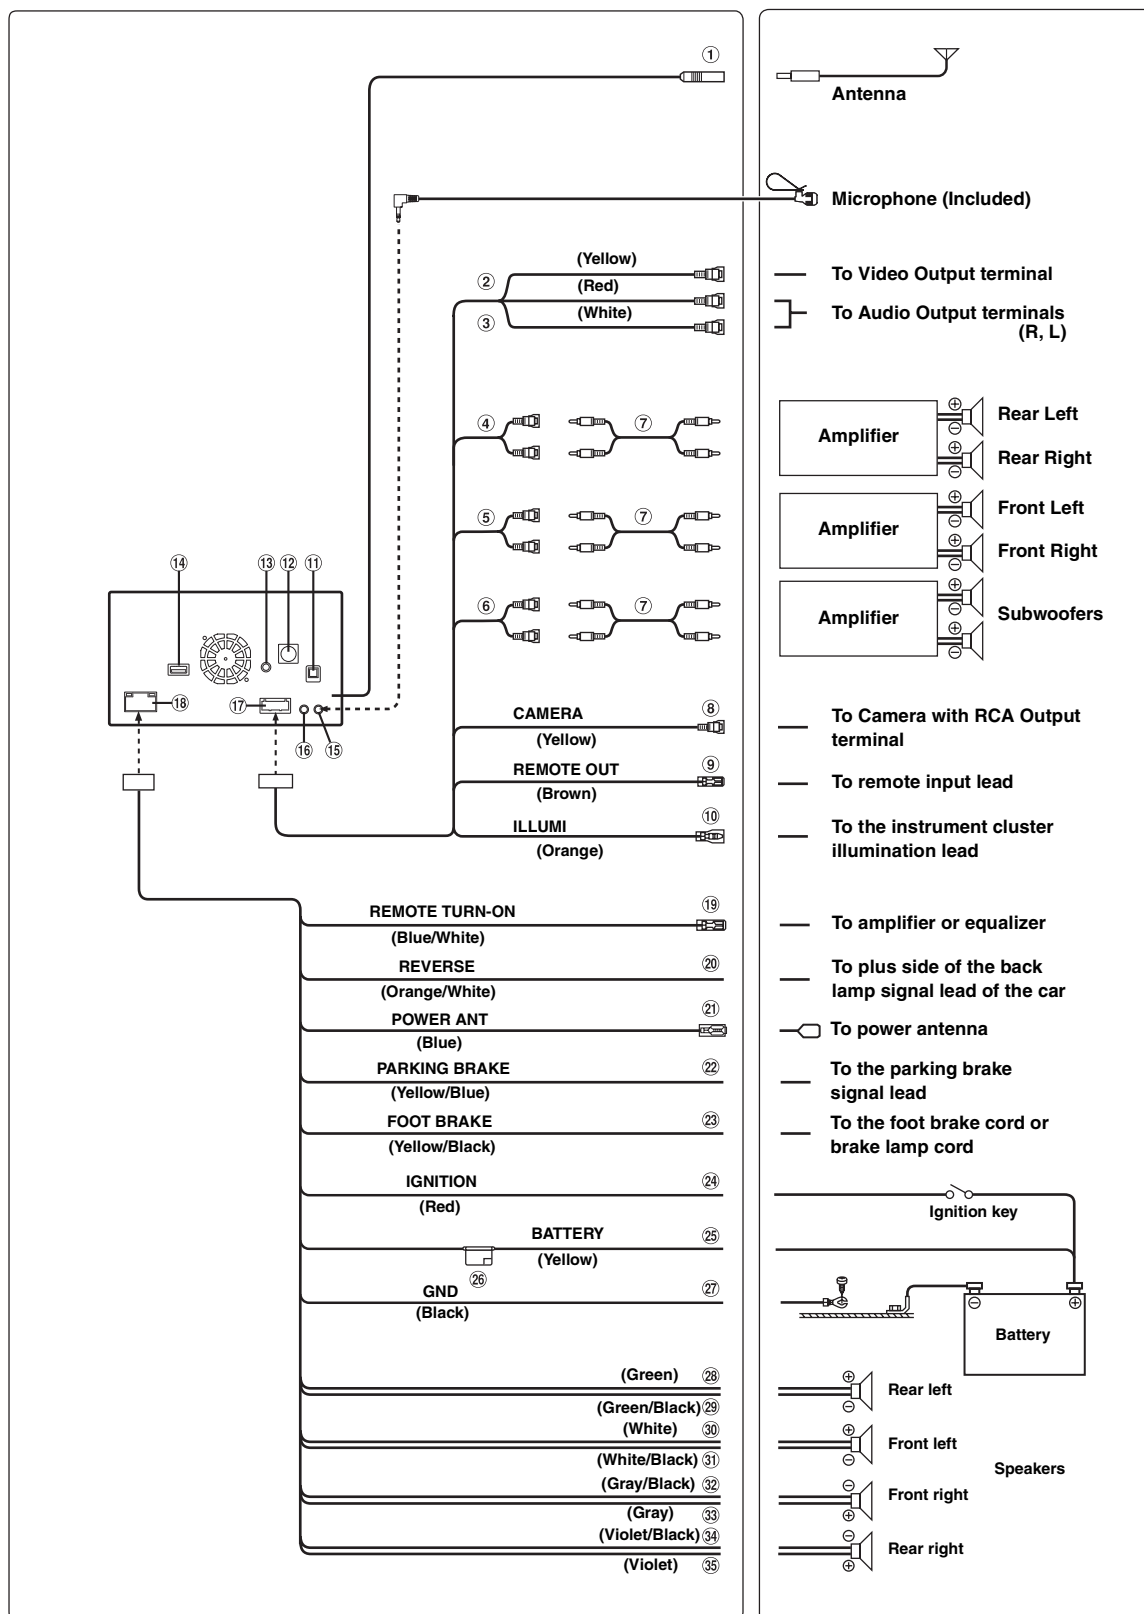 ①
Antenna
Microphone (Included)
(Yellow)
② (Red)
③ (White)
To Video Output terminal
To Audio Output terminals
(R, L)
④ ⑦
Amplifier
⊕ ⊖ Rear Left
⊕ ⊖ Rear Right
⑤ ⑦
Amplifier
⊕ ⊖ Front Left
⊕ ⊖ Front Right
⑥ ⑦
Amplifier
⊕ ⊖
Subwoofers
⊕ ⊖
⑭ ⑬ ⑫ ⑪
⑱ ⑰
⑯ ⑮
CAMERA ⑧
(Yellow)
To Camera with RCA Output
terminal
REMOTE OUT ⑨
(Brown)
To remote input lead
ILLUMI ⑩
(Orange)
To the instrument cluster
illumination lead
REMOTE TURN-ON ⑲
(Blue/White)
To amplifier or equalizer
REVERSE ⑳
(Orange/White)
To plus side of the back
lamp signal lead of the car
POWER ANT ㉑
(Blue)
To power antenna
PARKING BRAKE ㉒
(Yellow/Blue)
To the parking brake
signal lead
FOOT BRAKE ㉓
(Yellow/Black)
To the foot brake cord or
brake lamp cord
IGNITION ㉔
(Red)
Ignition key
BATTERY ㉕
(Yellow)
㉖
GND ㉗
(Black)
⊖ ⊕
Battery
(Green) ㉘
(Green/Black) ㉙
⊕ ⊖ Rear left
(White) ㉚
(White/Black) ㉛
⊕ ⊖ Front left
Speakers
(Gray/Black) ㉜
(Gray) ㉝
⊖ ⊕ Front right
(Violet/Black) ㉞
(Violet) ㉟
⊖ ⊕ Rear right